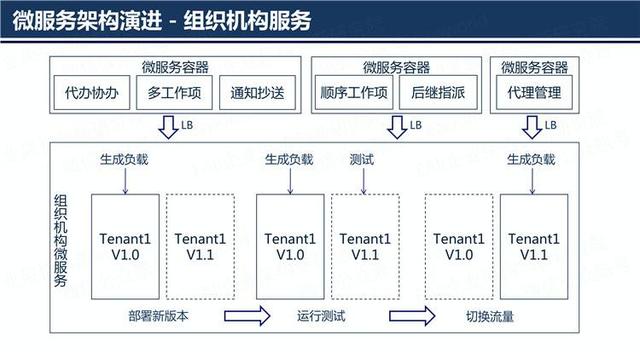 微服务架构演进 - 组织机构服务
微服务容器
代办协办
多工作项
通知抄送
微服务容器
顺序工作项
后继指派
微服务容器
代理管理
LB
LB
LB
组织机构微服务
生成负载
生成负载
测试
生成负载
Tenant1
V1.0
Tenant1
V1.1
Tenant1
V1.0
Tenant1
V1.1
Tenant1
V1.0
Tenant1
V1.1
部署新版本
运行测试
切换流量